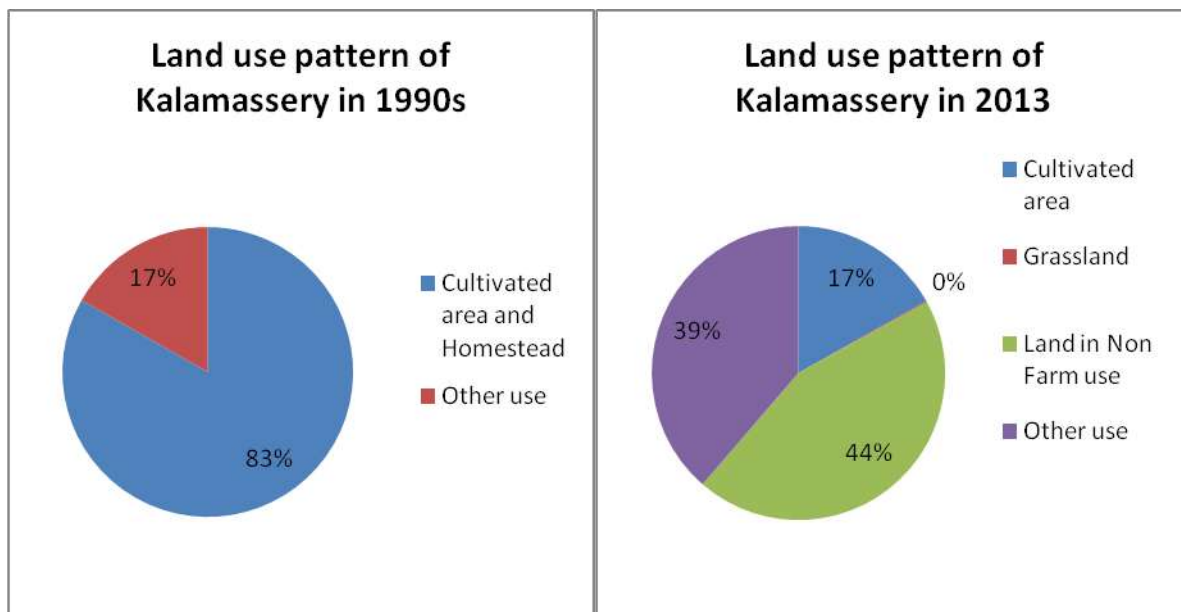 Land use pattern of
Kalamassery in 1990s
17%
83%
Cultivated
area and
Homestead
Other use
Land use pattern of
Kalamassery in 2013
17%
0%
39%
44%
Cultivated
area
Grassland
Land in Non
Farm use
Other use